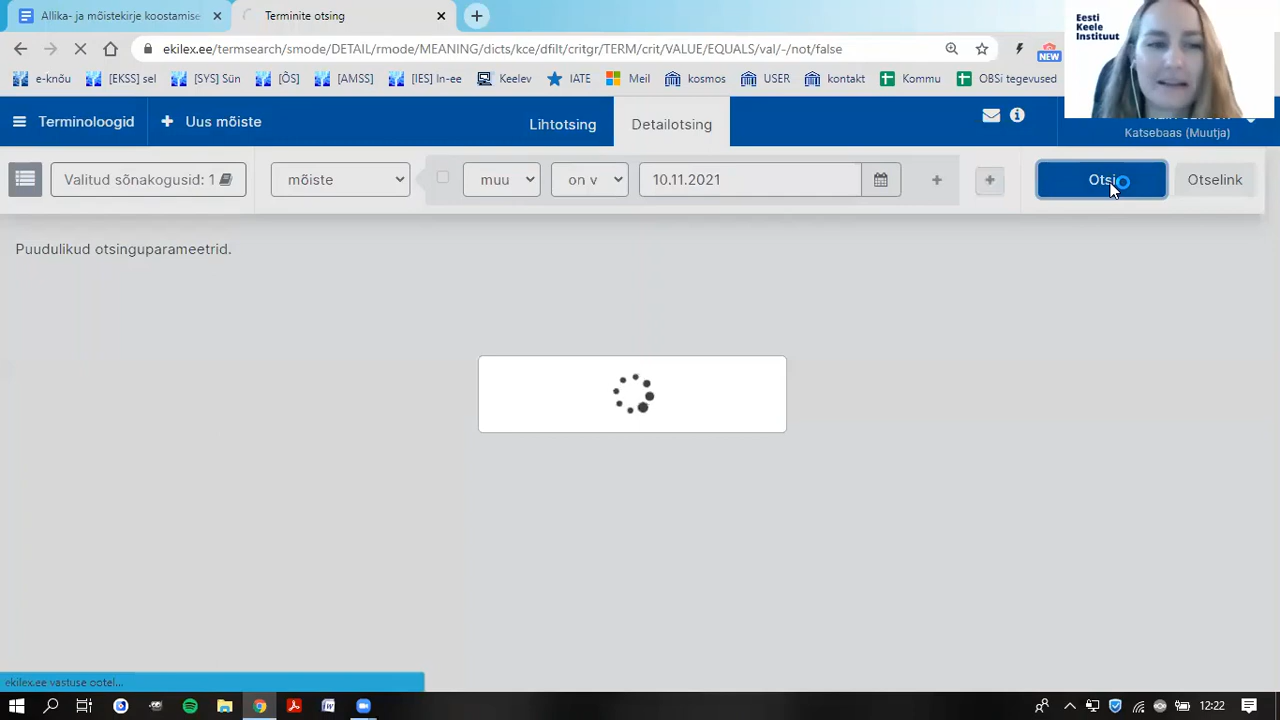 Allika- ja mõistekirje koostamise
Terminite otsing
ekilex.ee/termsearch/smode/DETAIL/rmode/MEANING/dicts/kce/dfilt/critgr/TERM/crit/VALUE/EQUALS/val/-/not/false
NEW
e-knõu
[EKSS] sel
[SYS] Sün
[ÕS]
[AMSS]
[IES] In-ee
Keelev
IATE
Meil
kosmos
USER
kontakt
Kommu
OBSi tegevused
Eesti
Keele
Instituut
Terminoloogid
Uus mõiste
Lihtotsing
Detailotsing
Katsebaas (Muutja)
Valitud sõnakogusid: 1
mõiste
muu
on v
10.11.2021
Otsi
Otselink
Puudulikud otsinguparameetrid.
ekilex.ee vastuse ootel...
12:22